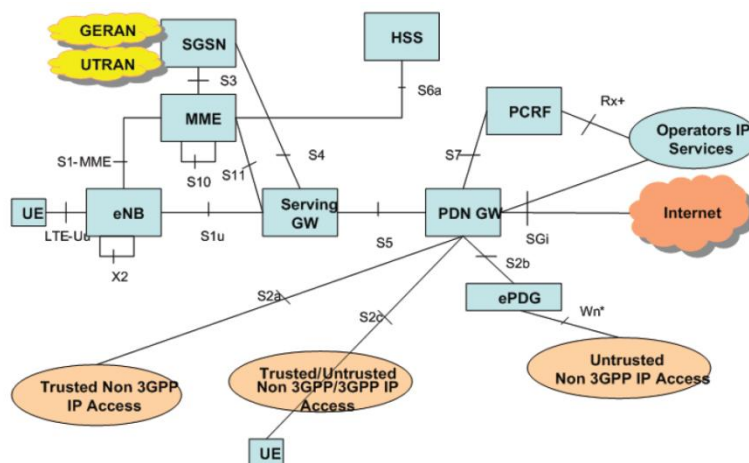 GERAN
SGSN
HSS
UTRAN
S3
S6a
PCRF
Rx+
MME
Operators IP
Services
S1-MME
S10
S11
S4
S7
UE
eNB
Serving
GW
PDN GW
Internet
LTE-Uu
S1u
S5
SGi
X2
S2b
S2a
ePDG
S2c
Wn*
Trusted Non 3GPP
IP Access
Trusted/Untrusted
Non 3GPP/3GPP IP
Access
Untrusted
Non 3GPP IP Access
UE